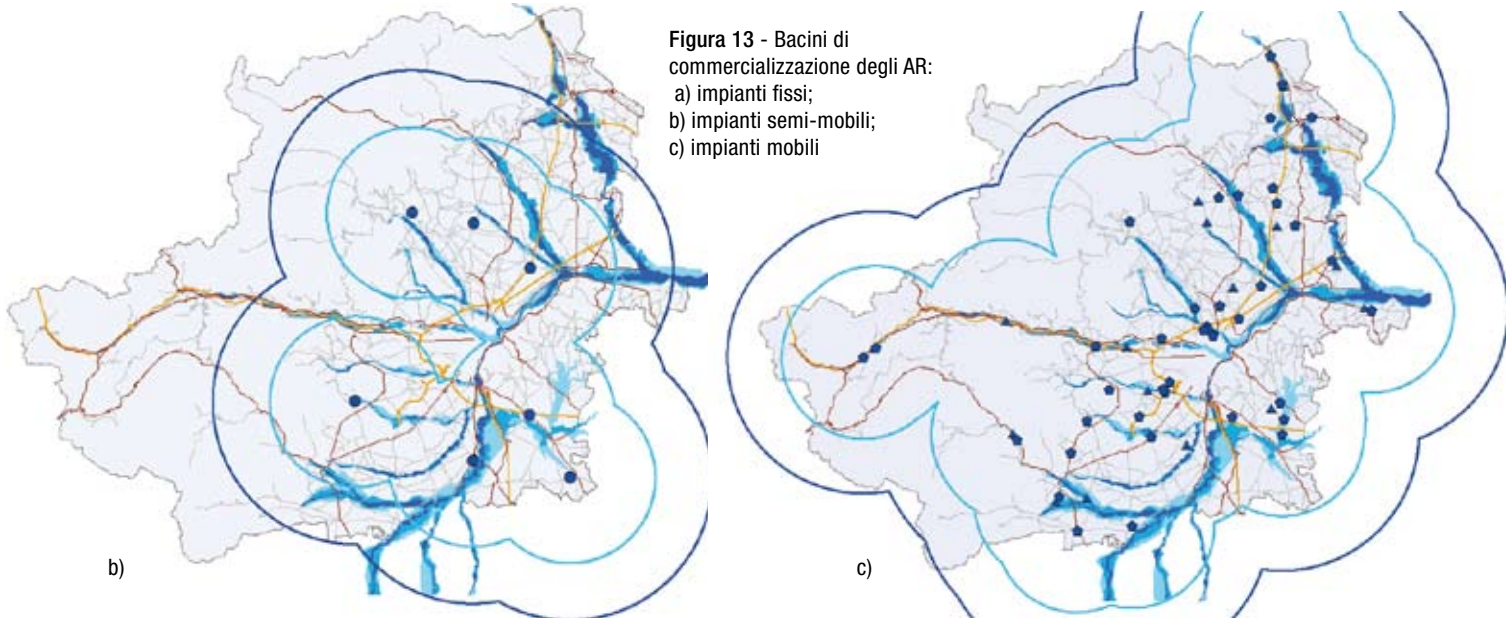 Figura 13 - Bacini di
commercializzazione degli AR:
a) impianti fissi;
b) impianti semi-mobili;
c) impianti mobili
b)
c)